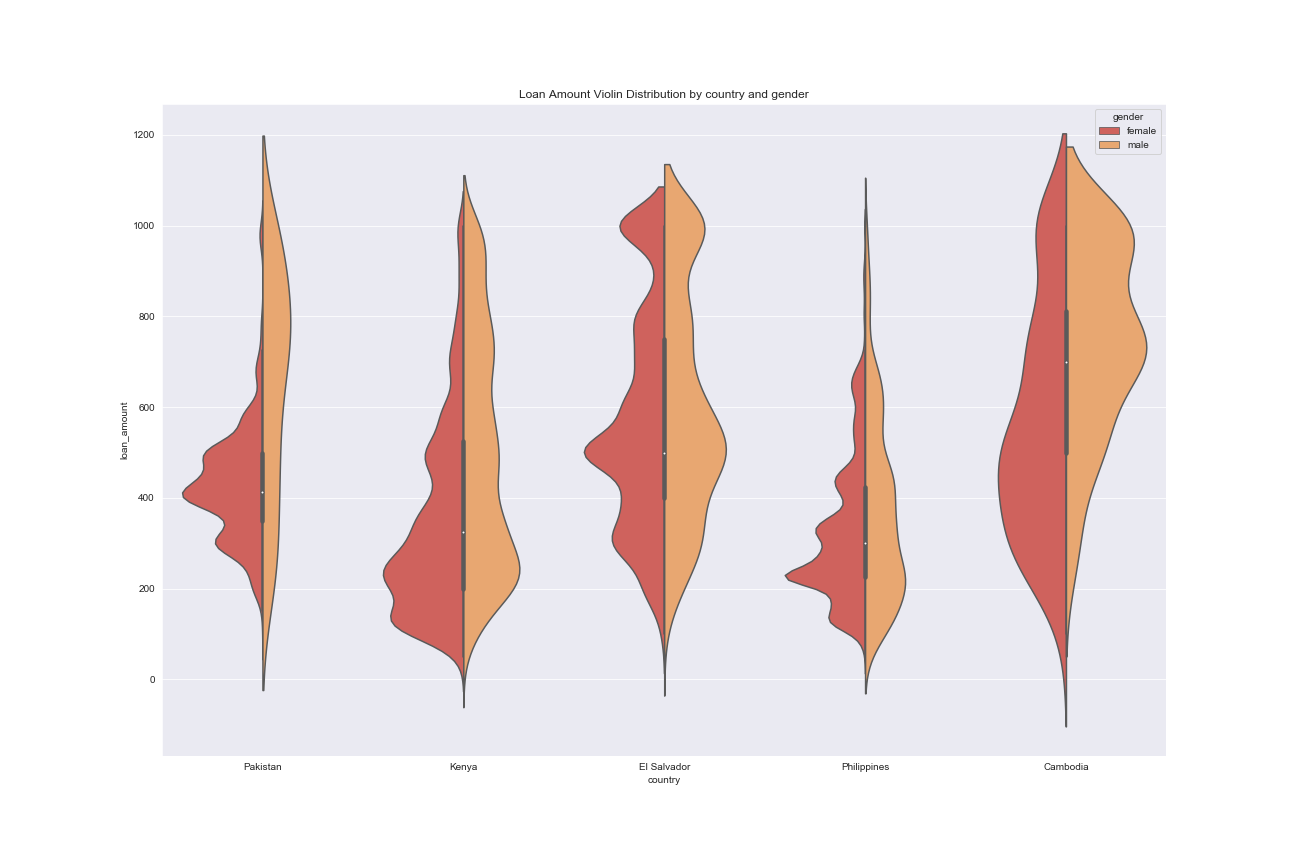 Loan Amount Violin Distribution by country and gender
gender
female
male
1200
1000
800
600
400
200
0
loan_amount
Pakistan
Kenya
El Salvador
Philippines
Cambodia
country